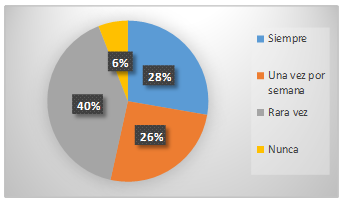 28%
26%
40%
6%
Siempre
Una vez por
semana
Rara vez
Nunca